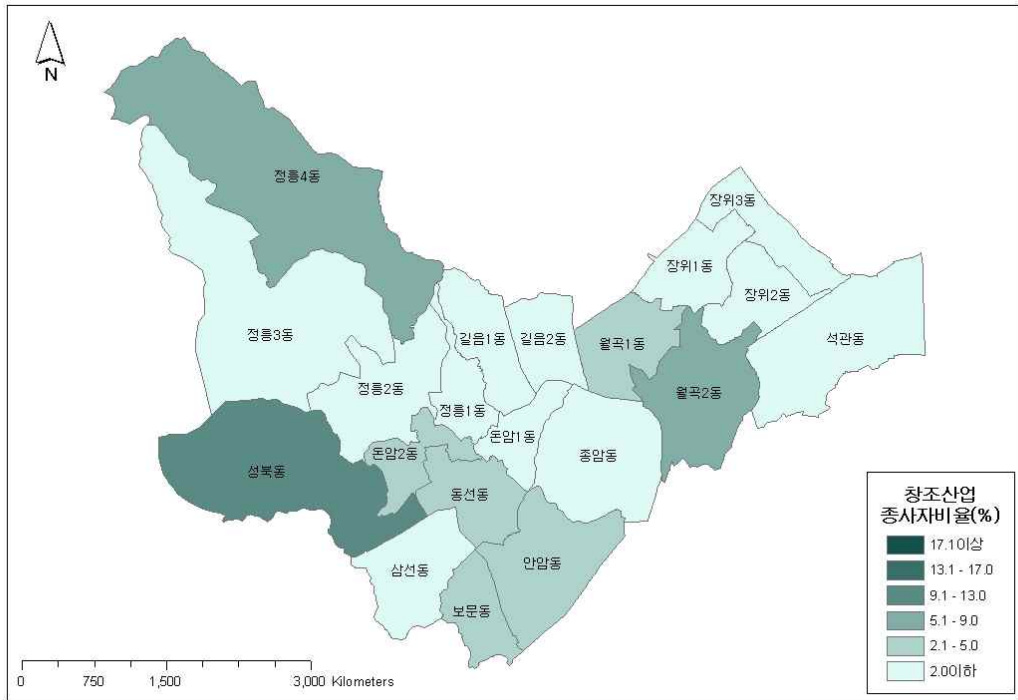 N
정릉4동
장위3동
장위1동
장위2동
정릉3동
길음1동
길음2동
월곡1동
석관동
정릉2동
정릉1동
월곡2동
돈암1동
돈암2동
종암동
성북동
동선동
안암동
삼선동
보문동
창조산업
종사자비율(%)
17.1이상
13.1 - 17.0
9.1 - 13.0
5.1 - 9.0
2.1 - 5.0
2.0이하
0 750 1,500 3,000 Kilometers